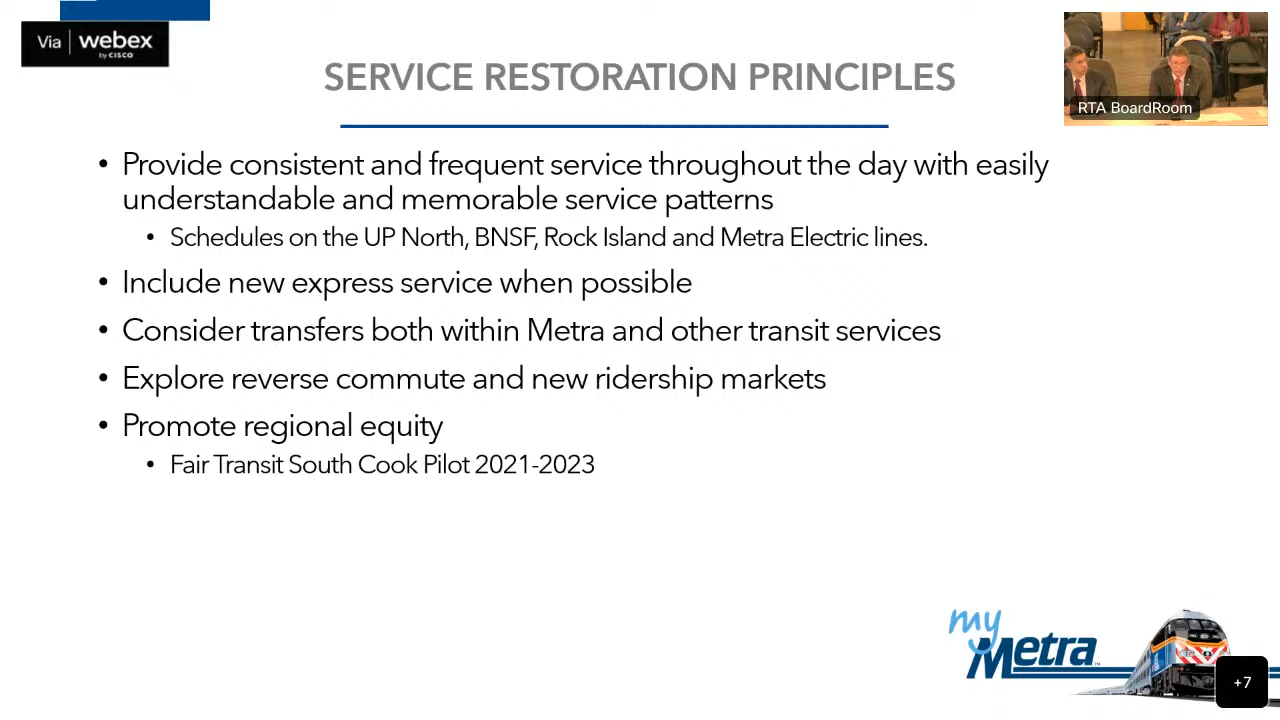 Via | webex
by CISCO
SERVICE RESTORATION PRINCIPLES
RTA BoardRoom
• Provide consistent and frequent service throughout the day with easily
understandable and memorable service patterns
• Schedules on the UP North, BNSF, Rock Island and Metra Electric lines.
• Include new express service when possible
• Consider transfers both within Metra and other transit services
• Explore reverse commute and new ridership markets
• Promote regional equity
• Fair Transit South Cook Pilot 2021-2023
my
Metra
+7